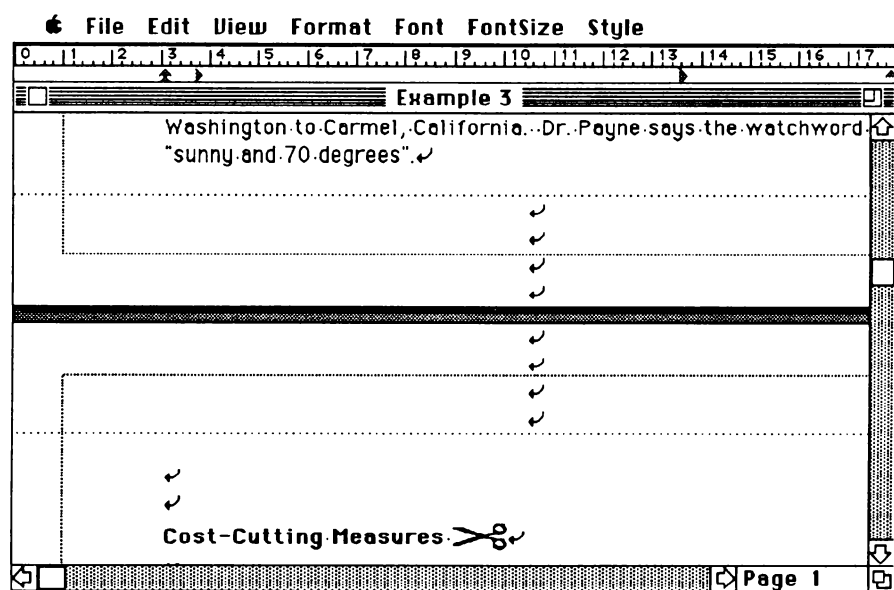 File Edit View Format Font FontSize Style
0 1 2 3 4 5 6 7 8 9 10 11 12 13 14 15 16 17
Example 3
Washington to Carmel, California. Dr. Payne says the watchword
"sunny and 70 degrees".
Cost-Cutting Measures
Page 1